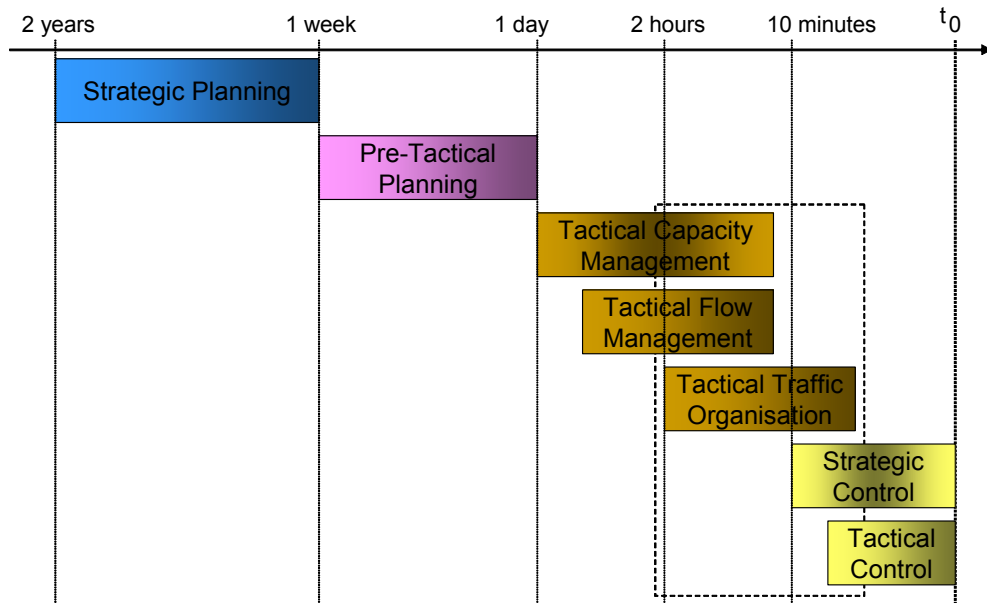 2 years
1 week
1 day
2 hours
10 minutes
t0
Strategic Planning
Pre-Tactical
Planning
Tactical Capacity
Management
Tactical Flow
Management
Tactical Traffic
Organisation
Strategic
Control
Tactical
Control